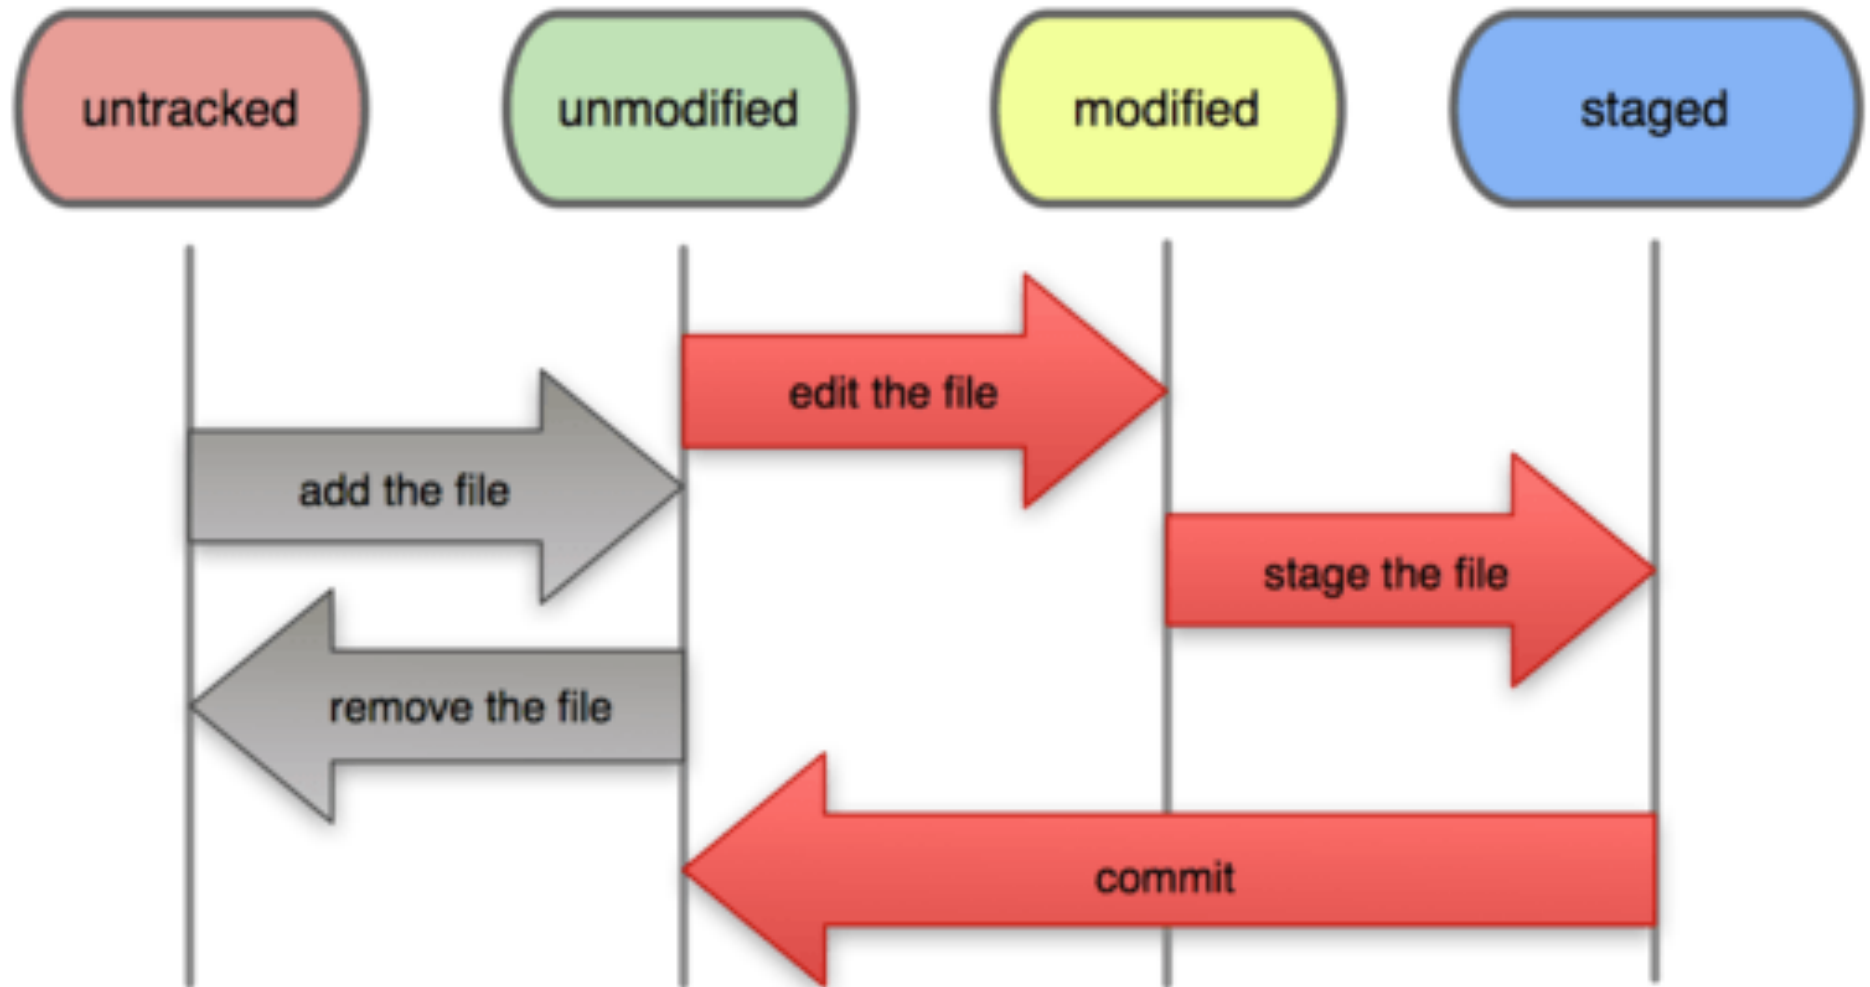 untracked
unmodified
modified
staged
edit the file
add the file
stage the file
remove the file
commit